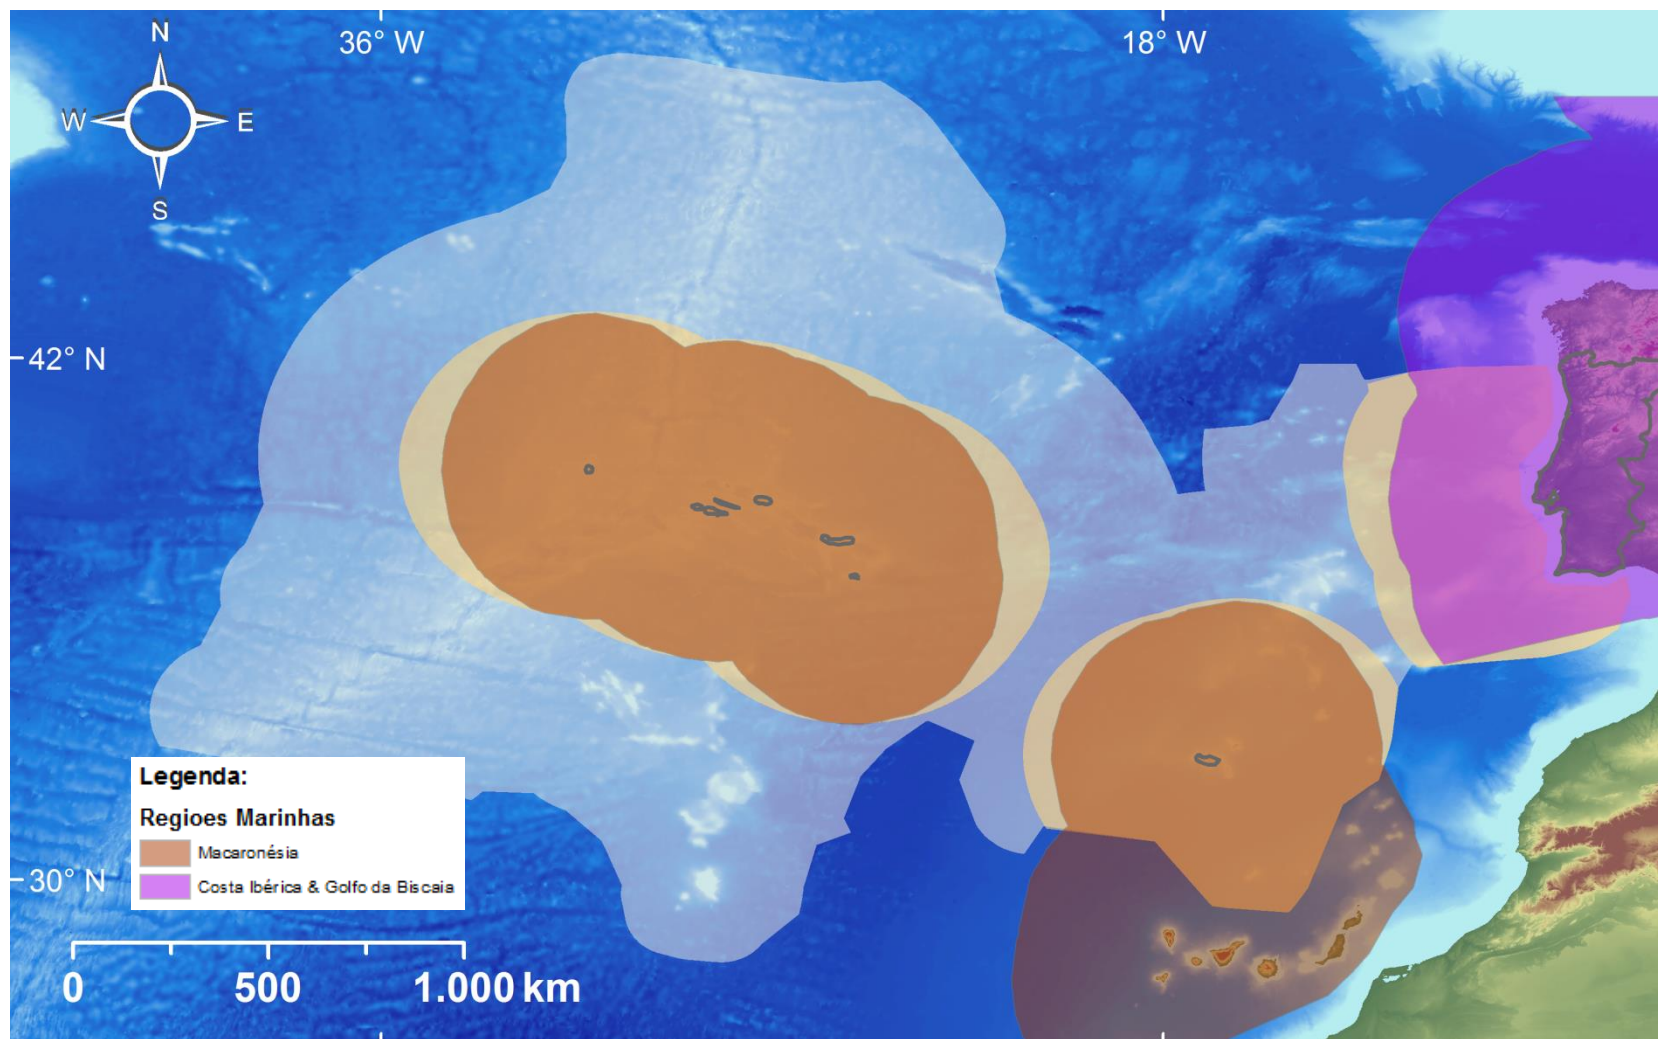 N
36° W
18° W
W
E
S
42° N
Legenda:
Regioes Marinhas
Macaronésia
Costa Ibérica & Golfo da Biscaia
30° N
0
500
1.000 km